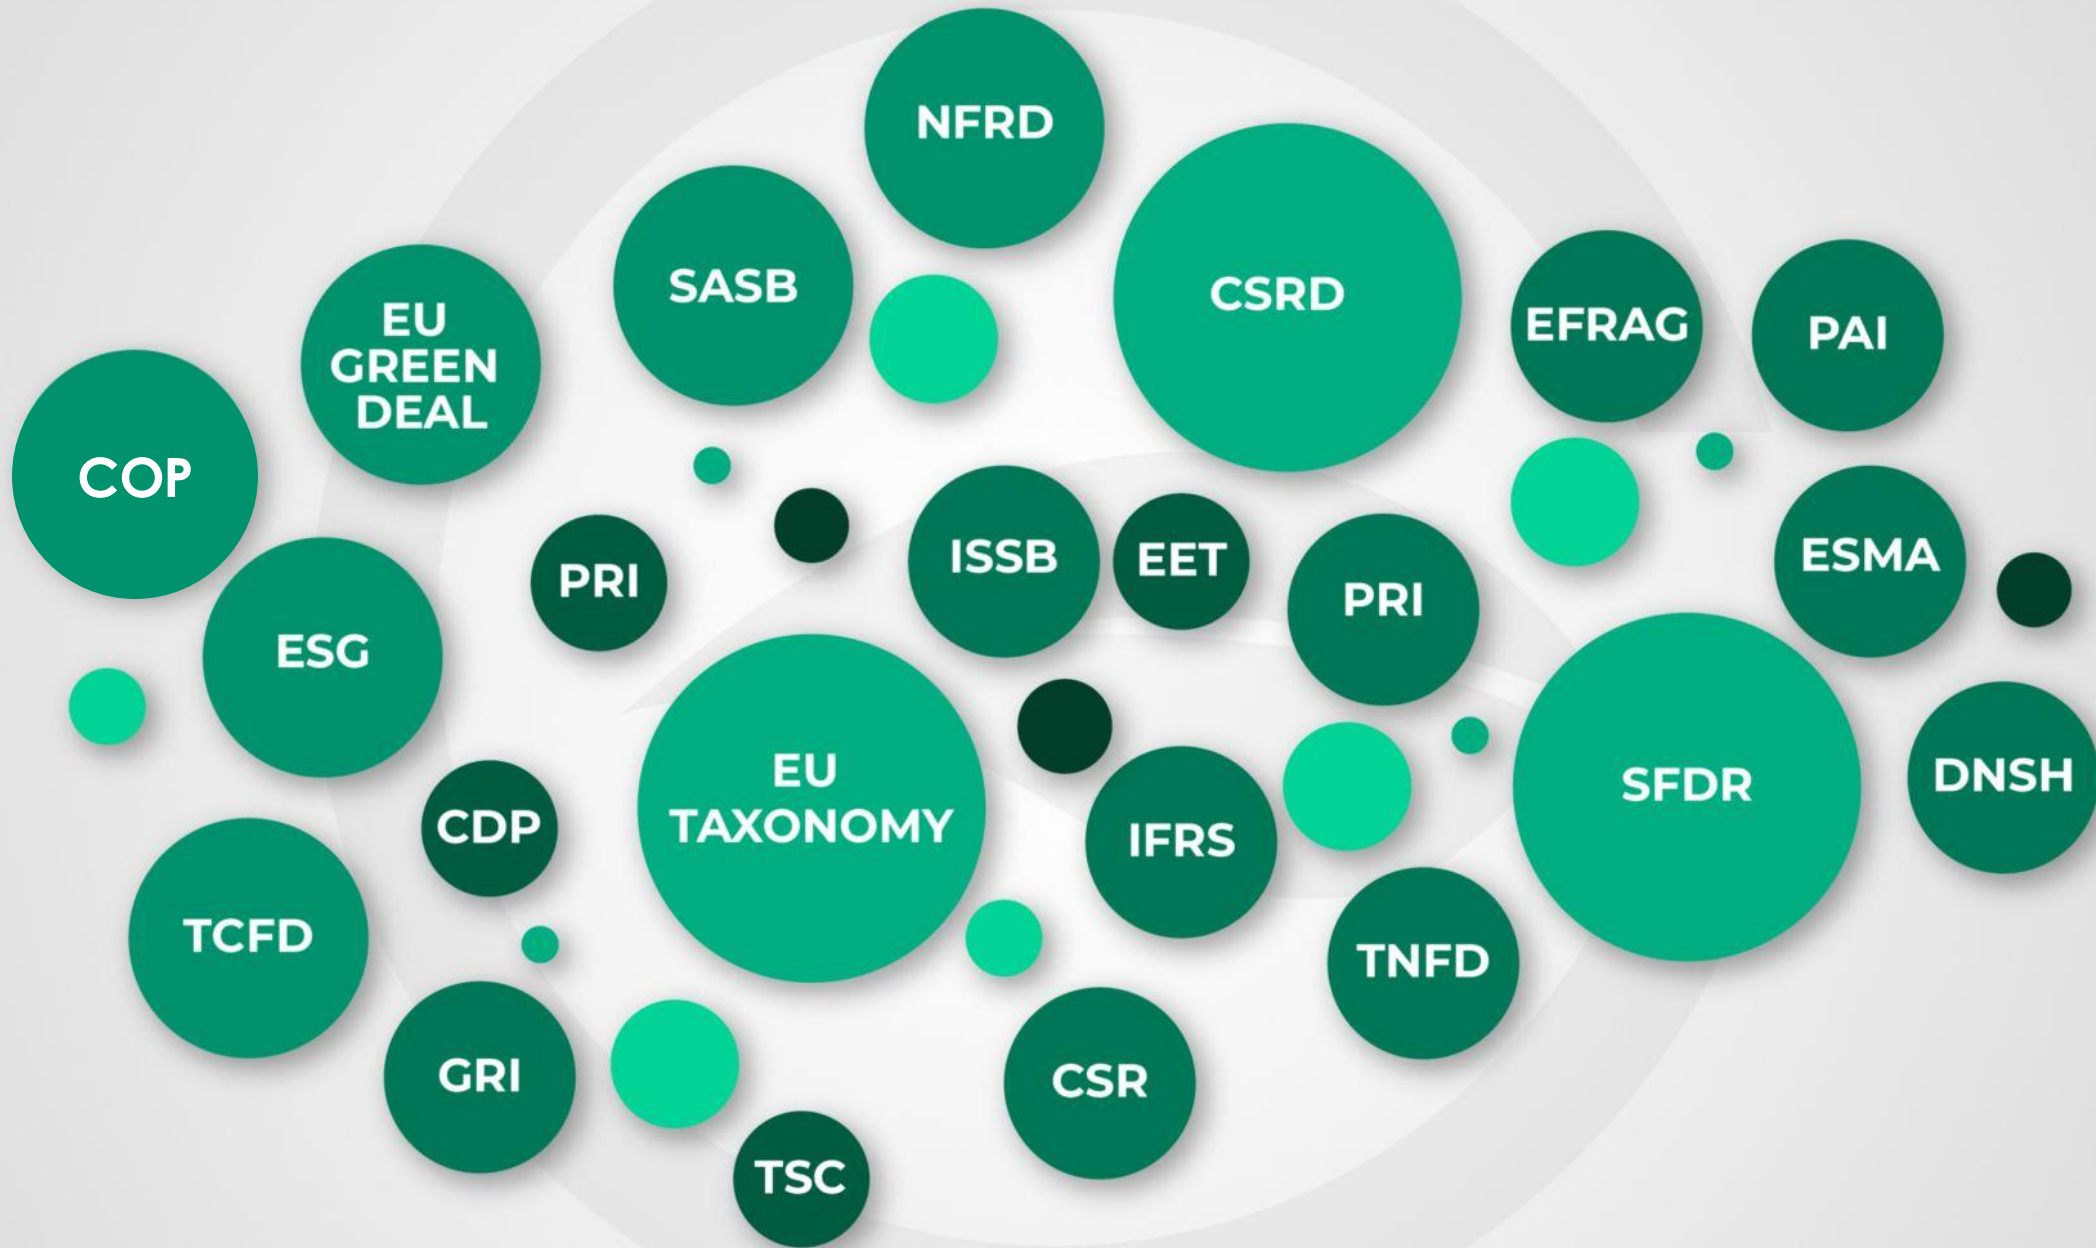 NFRD
SASB
CSRD
EU
GREEN
DEAL
EFRAG
PAI
COP
PRI
ISSB
EET
PRI
ESMA
ESG
EU
TAXONOMY
SFDR
DNSH
CDP
IFRS
TCFD
TNFD
GRI
CSR
TSC